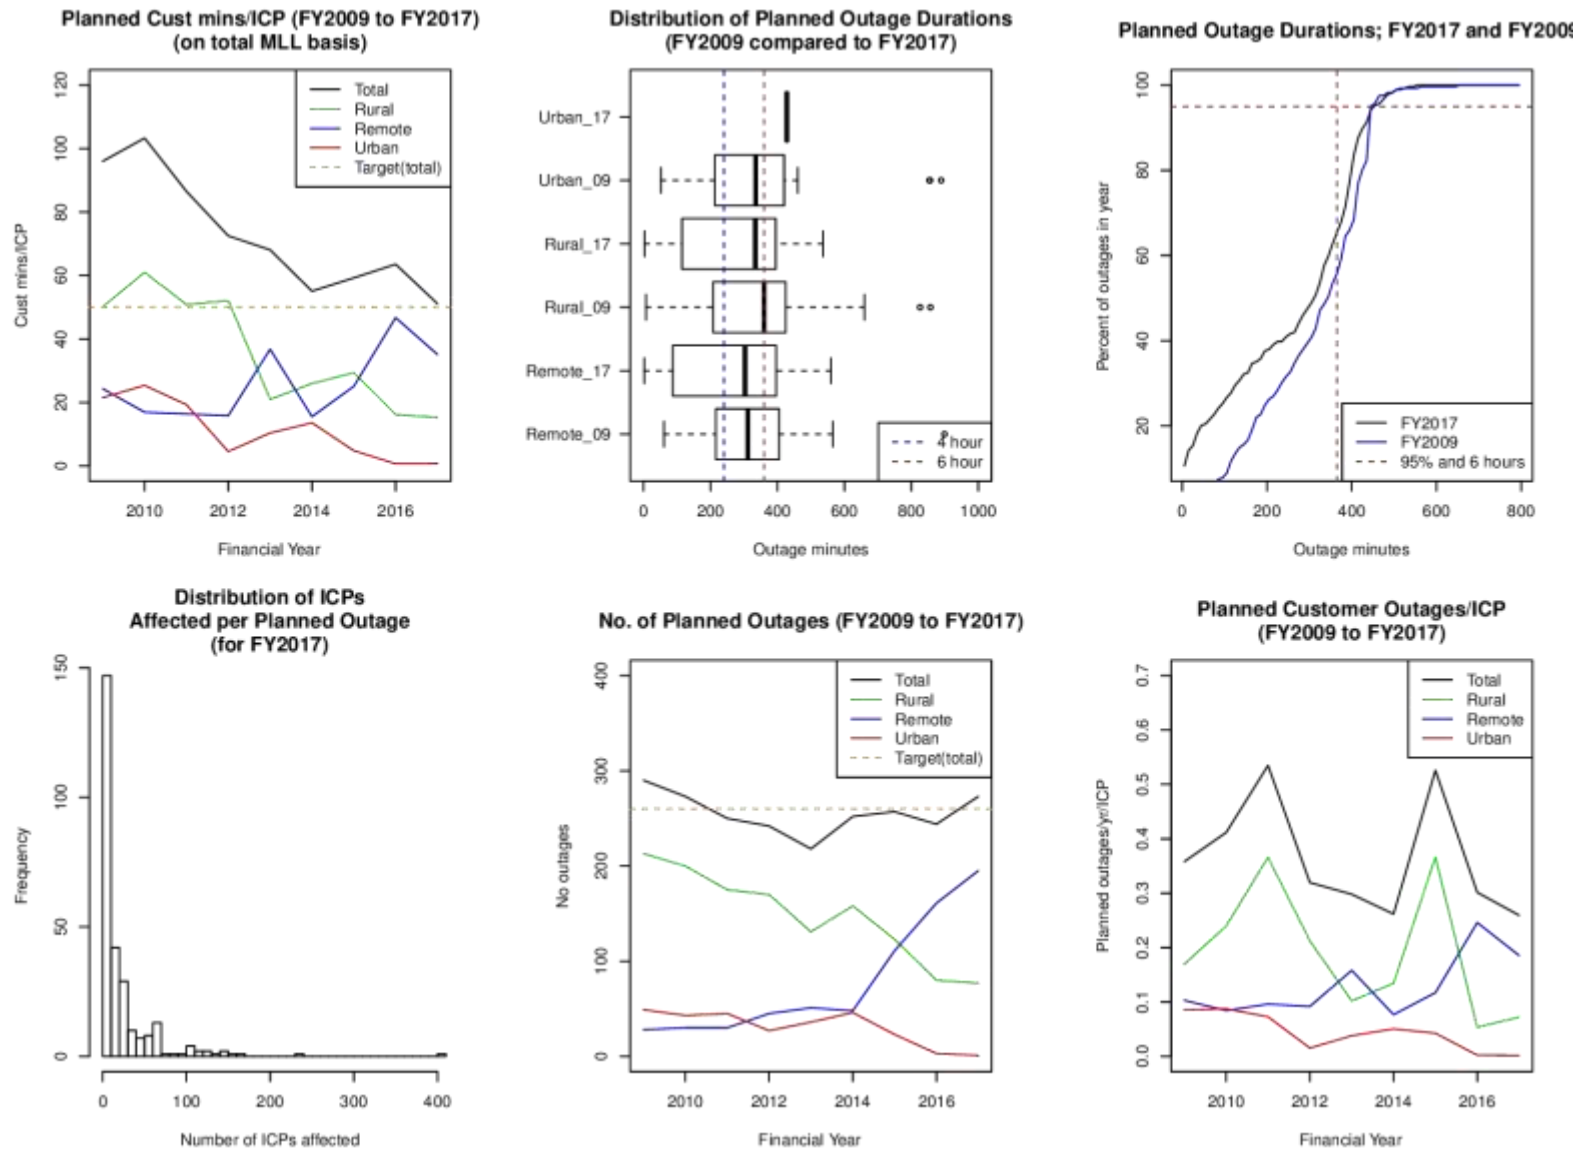 Planned Cust mins/ICP (FY2009 to FY2017)
(on total MLL basis)
120
100
80
60
40
20
0
Cust mins/ICP
Total
Rural
Remote
Urban
Target(total)
2010
2012
2014
2016
Financial Year
Distribution of Planned Outage Durations
(FY2009 compared to FY2017)
Urban_17
Urban_09
Rural_17
Rural_09
Remote_17
Remote_09
4 hour
6 hour
0
200
400
600
800
1000
Outage minutes
Planned Outage Durations; FY2017 and FY2009
100
80
60
40
20
Percent of outages in year
FY2017
FY2009
95% and 6 hours
0
200
400
600
800
Outage minutes
Distribution of ICPs
Affected per Planned Outage
(for FY2017)
150
100
50
0
Frequency
0
100
200
300
400
Number of ICPs affected
No. of Planned Outages (FY2009 to FY2017)
400
300
200
100
0
No outages
Total
Rural
Remote
Urban
Target(total)
2010
2012
2014
2016
Financial Year
Planned Customer Outages/ICP
(FY2009 to FY2017)
0.7
0.6
0.5
0.4
0.3
0.2
0.1
0.0
Planned outages/yr/ICP
Total
Rural
Remote
Urban
2010
2012
2014
2016
Financial Year